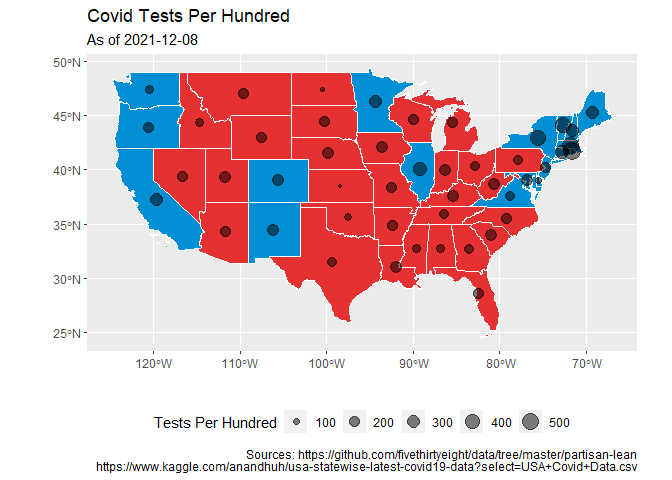 Covid Tests Per Hundred
As of 2021-12-08
50°N
45°N
40°N
35°N
30°N
25°N
120°W 110°W 100°W 90°W 80°W 70°W
Tests Per Hundred 100 200 300 400 500
Sources: https://github.com/fivethirtyeight/data/tree/master/partisan-lean
https://www.kaggle.com/anandhuh/usa-statewise-latest-covid19-data?select=USA+Covid+Data.csv